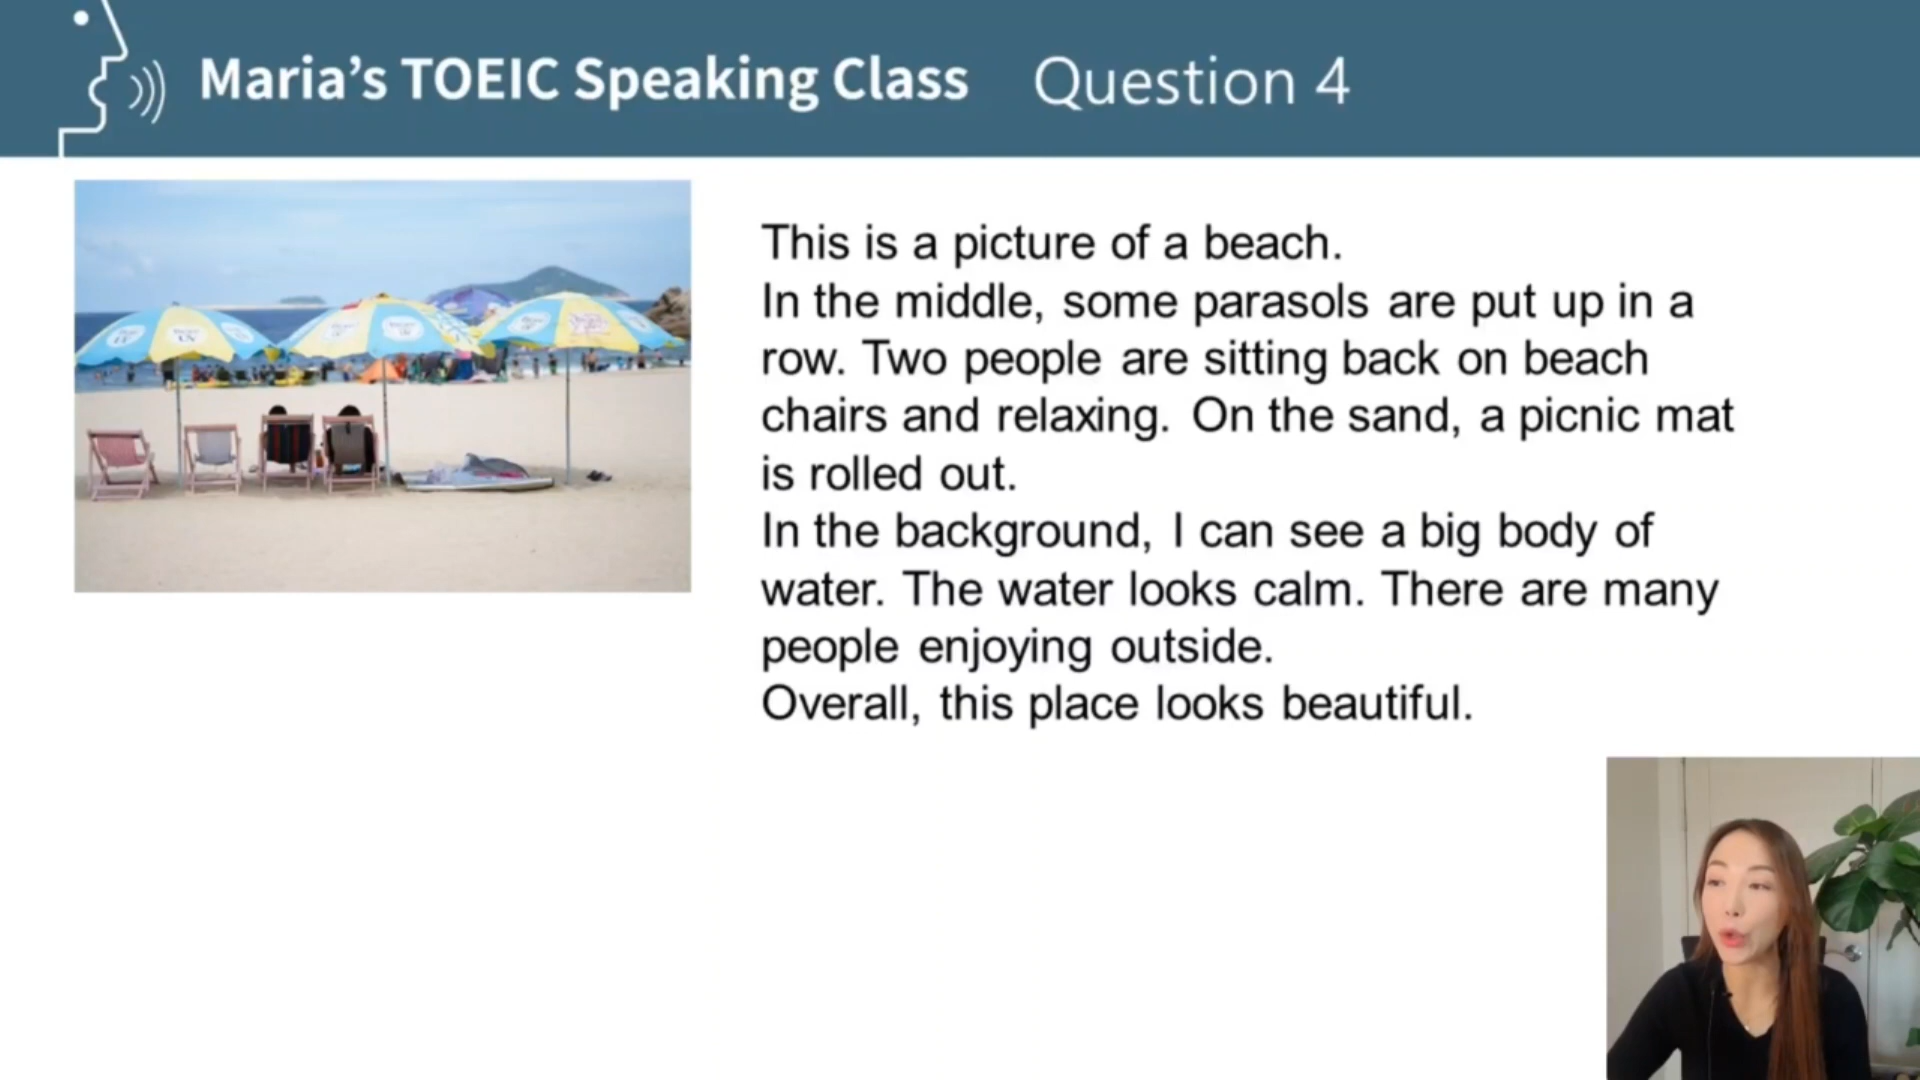 Maria's TOEIC Speaking Class Question 4
This is a picture of a beach.
In the middle, some parasols are put up in a
row. Two people are sitting back on beach
chairs and relaxing. On the sand, a picnic mat
is rolled out.
In the background, I can see a big body of
water. The water looks calm. There are many
people enjoying outside.
Overall, this place looks beautiful.